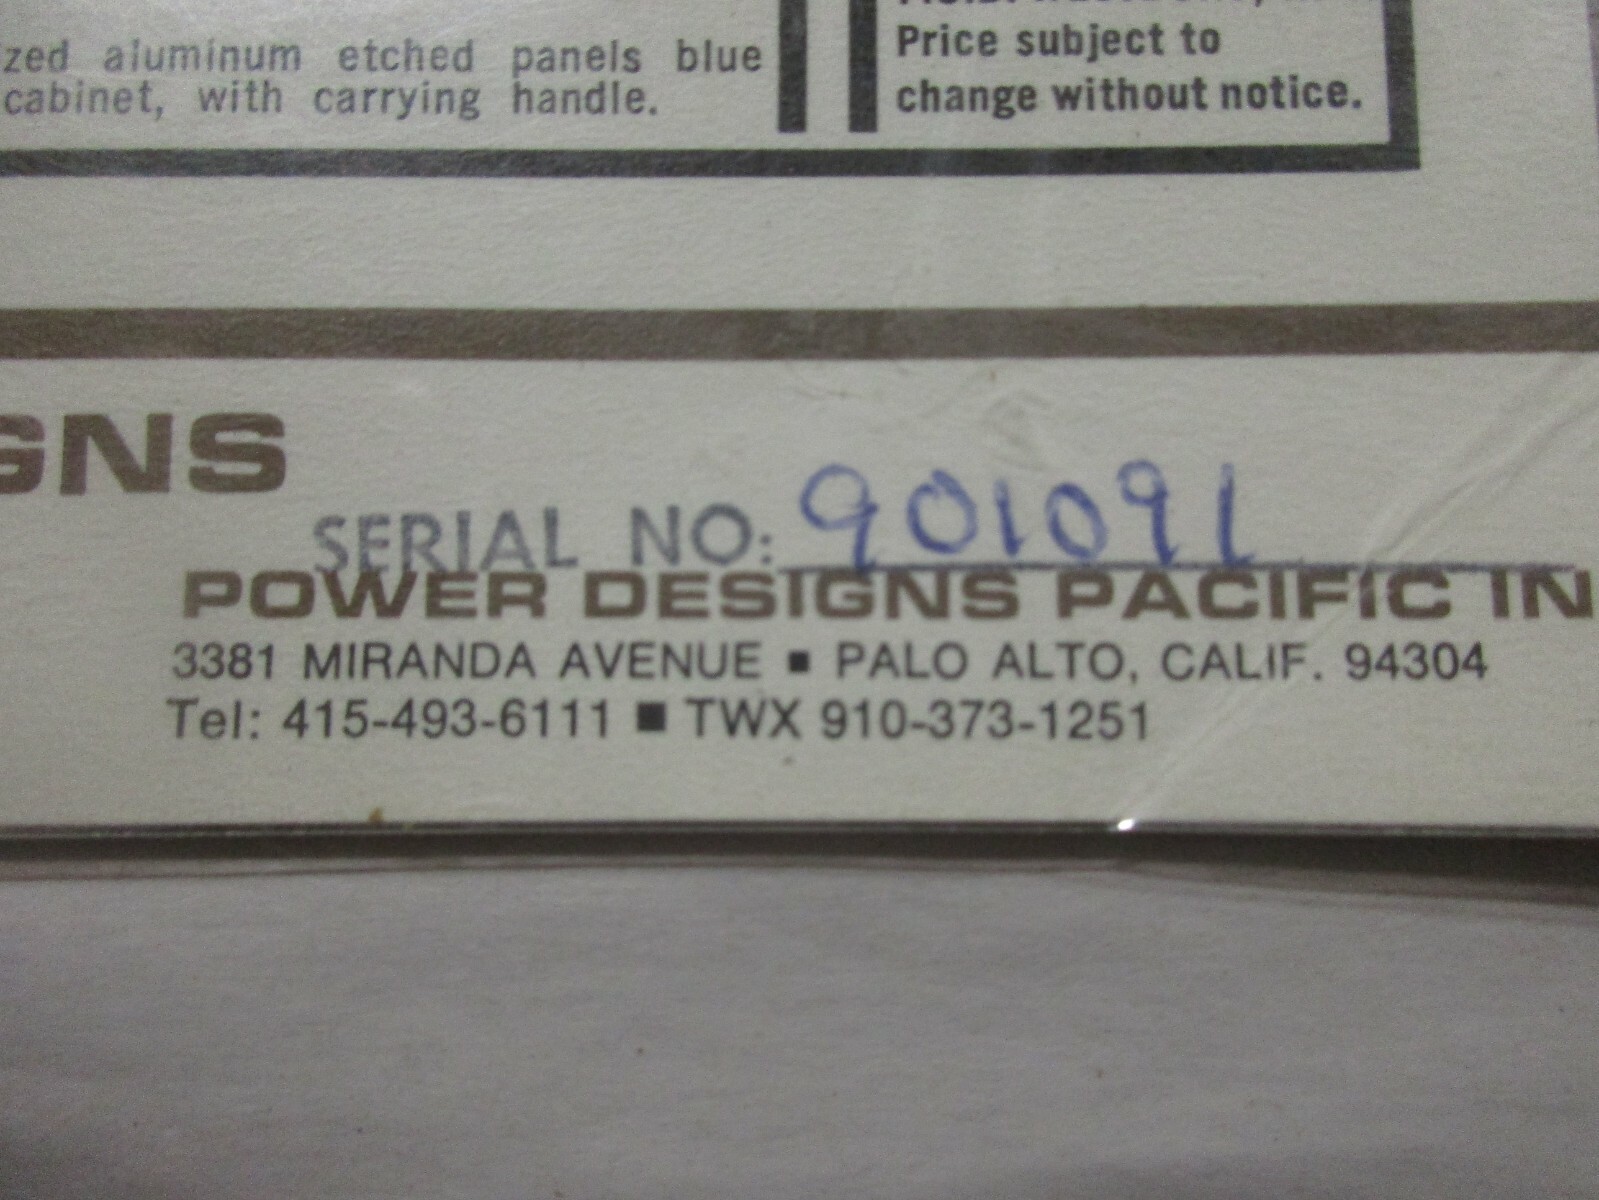 zed aluminum etched panels blue
cabinet, with carrying handle.
Price subject to
change without notice.
GNS
SERIAL NO: 901091
POWER DESIGNS PACIFIC IN
3381 MIRANDA AVENUE ▪ PALO ALTO, CALIF. 94304
Tel: 415-493-6111 ■ TWX 910-373-1251